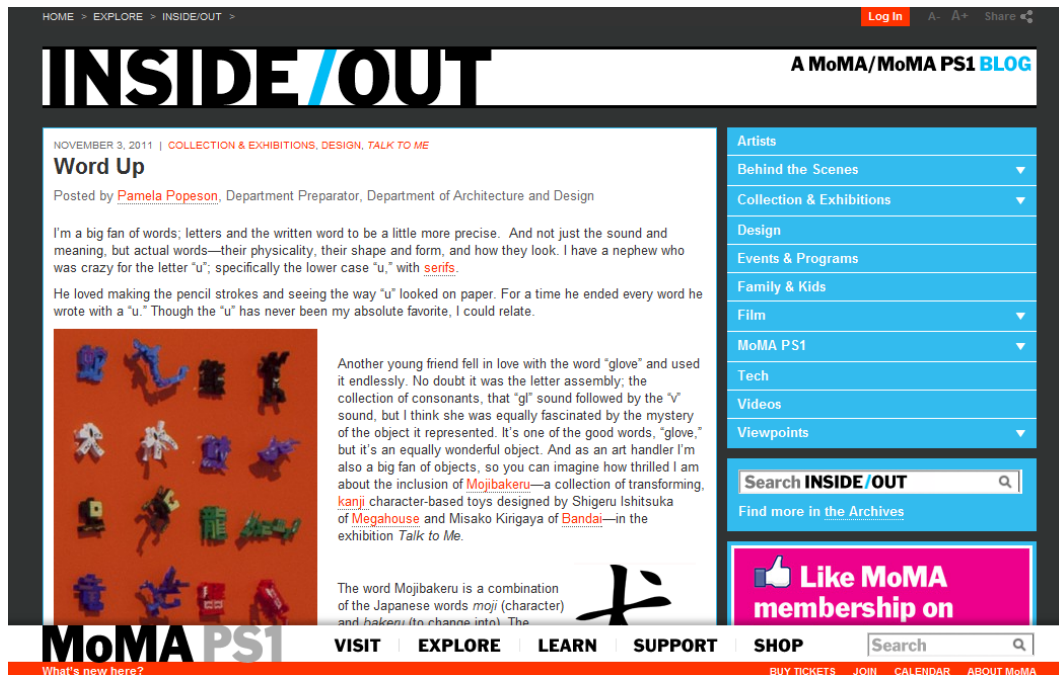 HOME > EXPLORE > INSIDE/OUT >
Log In A- A+ Share
INSIDE/OUT
A MoMA/MoMA PS1 BLOG
NOVEMBER 3, 2011 | COLLECTION & EXHIBITIONS, DESIGN, TALK TO ME
Word Up
Posted by Pamela Popeson, Department Preparator, Department of Architecture and Design
I'm a big fan of words; letters and the written word to be a little more precise. And not just the sound and
meaning, but actual words—their physicality, their shape and form, and how they look. I have a nephew who
was crazy for the letter “u”; specifically the lower case “u,” with serifs.
He loved making the pencil strokes and seeing the way “u” looked on paper. For a time he ended every word he
wrote with a “u.” Though the “u” has never been my absolute favorite, I could relate.
Another young friend fell in love with the word “glove” and used
it endlessly. No doubt it was the letter assembly; the
collection of consonants, that “gl” sound followed by the “v”
sound, but I think she was equally fascinated by the mystery
of the object it represented. It's one of the good words, “glove,”
but it's an equally wonderful object. And as an art handler I'm
also a big fan of objects, so you can imagine how thrilled I am
about the inclusion of Mojibakeru—a collection of transforming,
kanji character-based toys designed by Shigeru Ishitsuka
of Megahouse and Misako Kirigaya of Bandai—in the
exhibition Talk to Me.
The word Mojibakeru is a combination
of the Japanese words moji (character)
and bakeru (to change into). The
Artists
Behind the Scenes
Collection & Exhibitions
Design
Events & Programs
Family & Kids
Film
MoMA PS1
Tech
Videos
Viewpoints
Search INSIDE/OUT
Find more in the Archives
Like MoMA
membership on
MoMA PS1
VISIT EXPLORE LEARN SUPPORT SHOP
Search
What's new here?
BUY TICKETS JOIN CALENDAR ABOUT MoMA